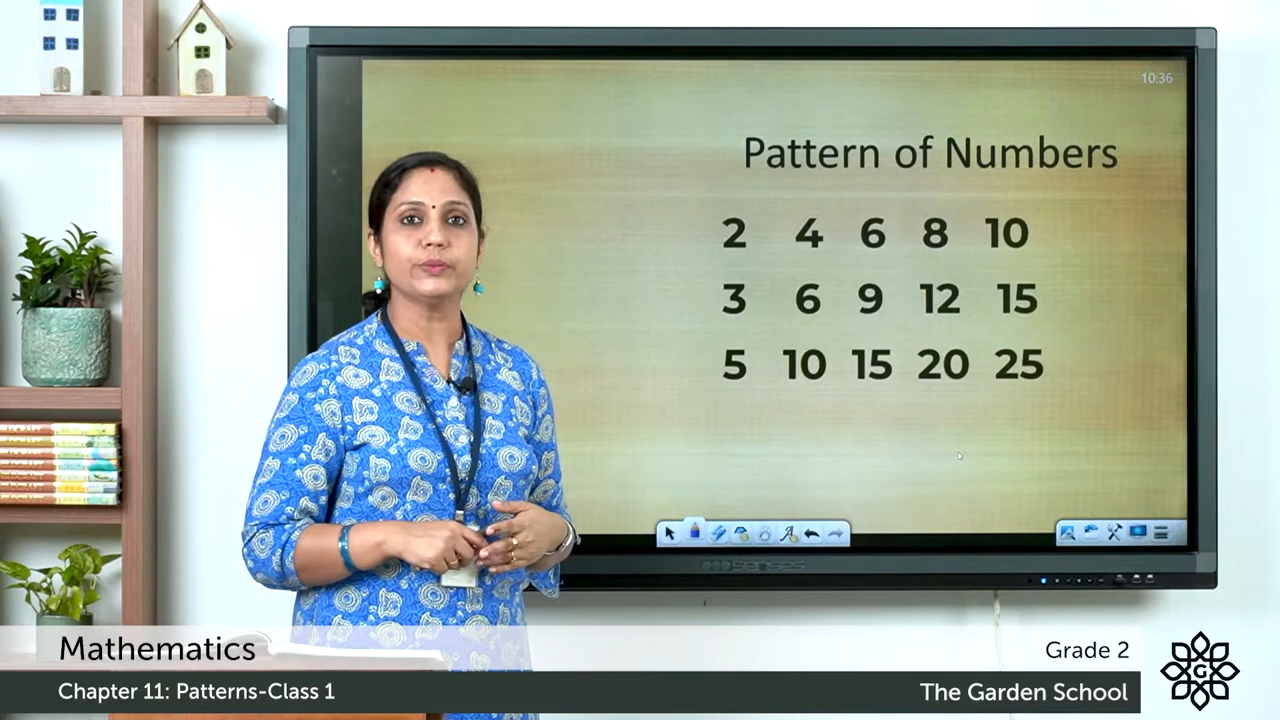 10:36
Pattern of Numbers
2 4 6 8 10
3 6 9 12 15
5 10 15 20 25
senses
Mathematics
Grade 2
Chapter 11: Patterns-Class 1
The Garden School
G